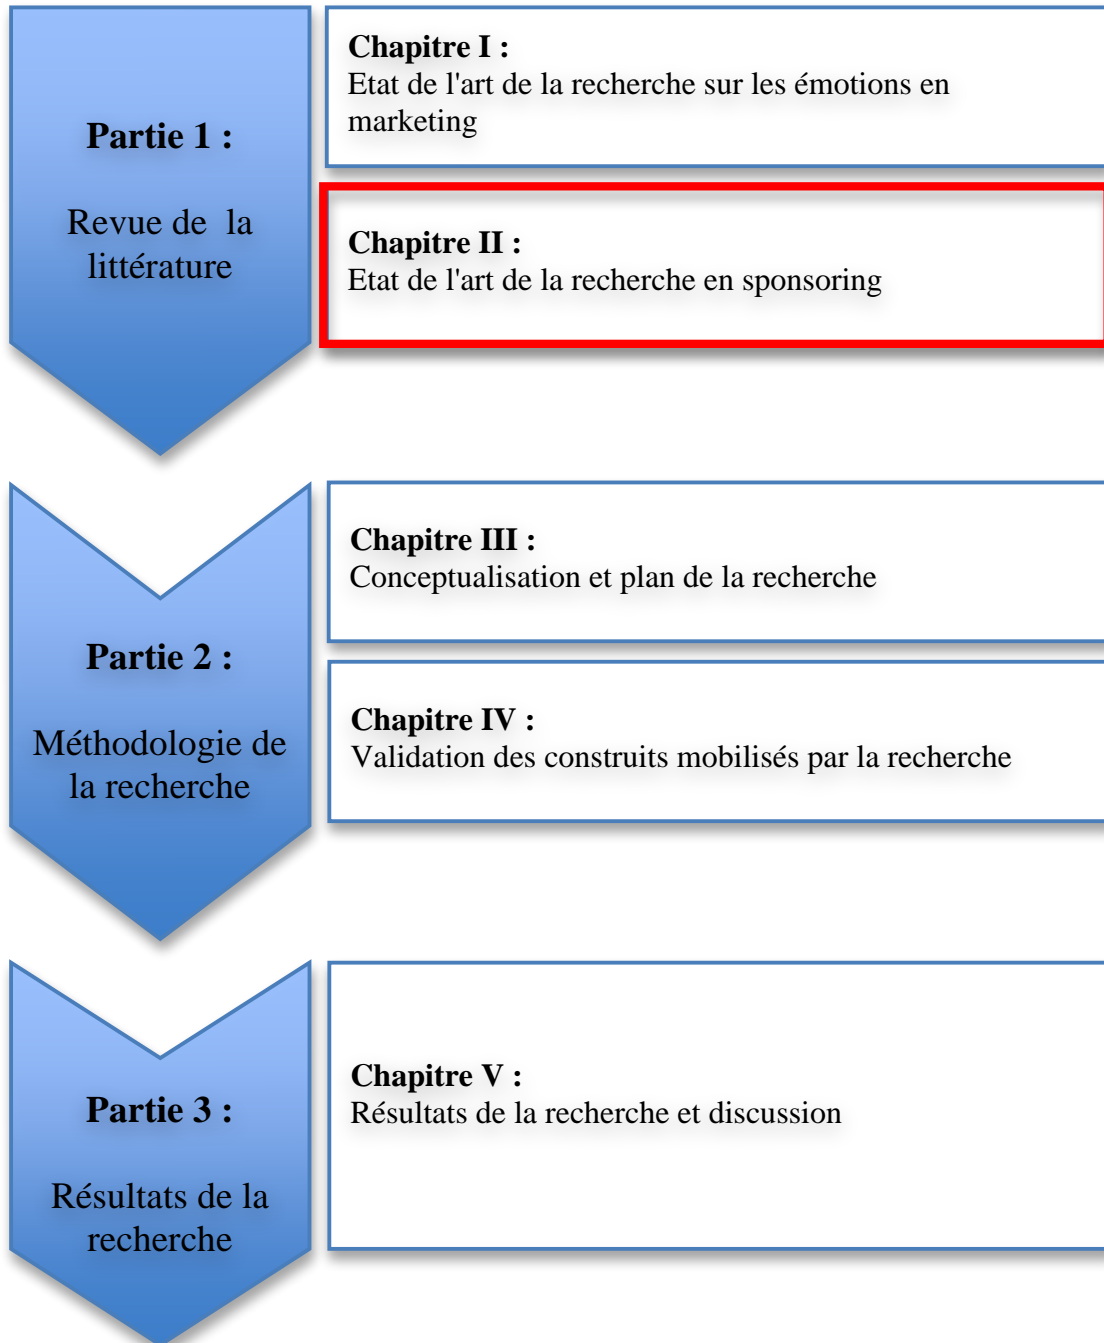 Partie 1 :
Revue de la
littérature
Chapitre I :
Etat de l'art de la recherche sur les émotions en
marketing
Chapitre II :
Etat de l'art de la recherche en sponsoring
Partie 2 :
Méthodologie de
la recherche
Chapitre III :
Conceptualisation et plan de la recherche
Chapitre IV :
Validation des construits mobilisés par la recherche
Partie 3 :
Résultats de la
recherche
Chapitre V :
Résultats de la recherche et discussion